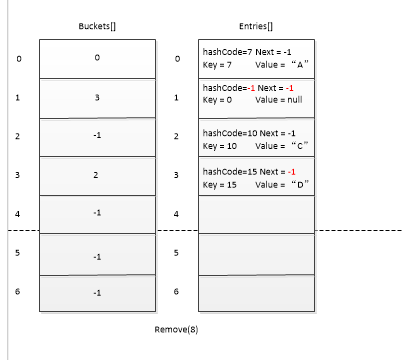 Buckets[] Entries[]
0 0 0 hashCode=7 Next = -1
Key = 7 Value = “A”
1 3 1 hashCode=-1 Next = -1
Key = 0 Value = null
2 -1 2 hashCode=10 Next = -1
Key = 10 Value = “C”
3 2 3 hashCode=15 Next = -1
Key = 15 Value = “D”
4 -1 4
5 -1 5
6 -1 6
Remove(8)